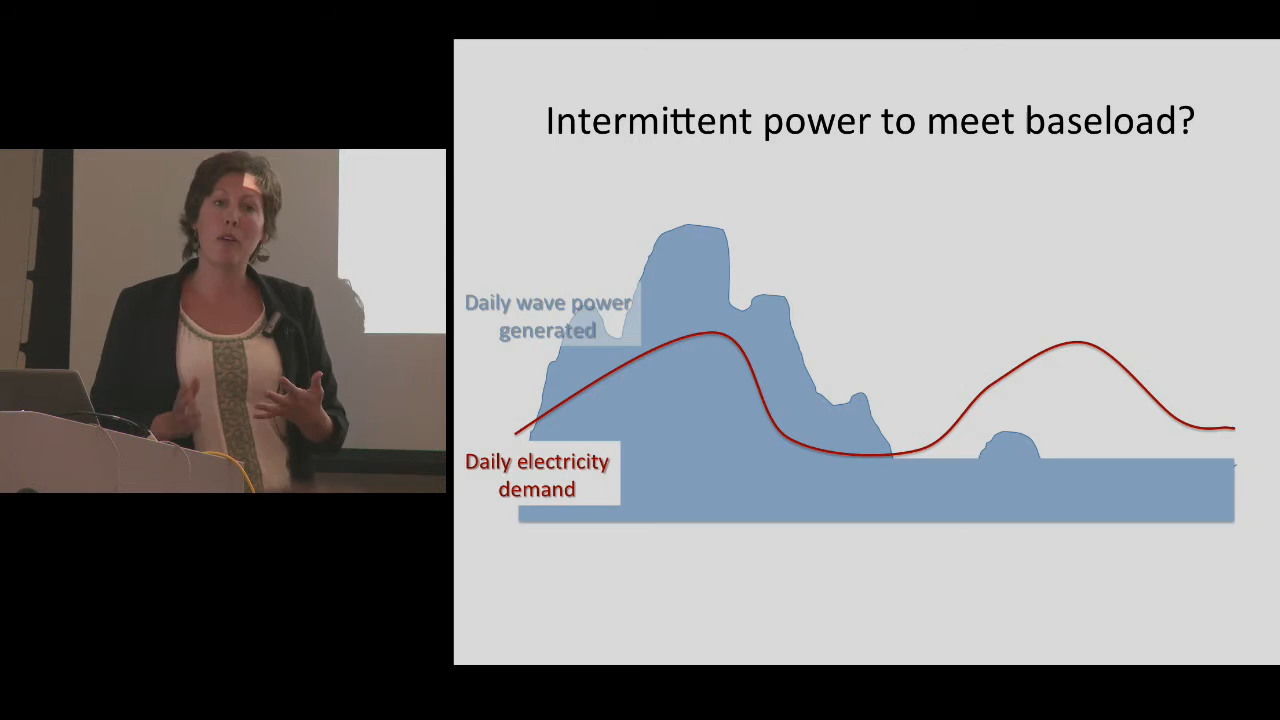 Intermittent power to meet baseload?
Daily wave power
generated
Daily electricity
demand